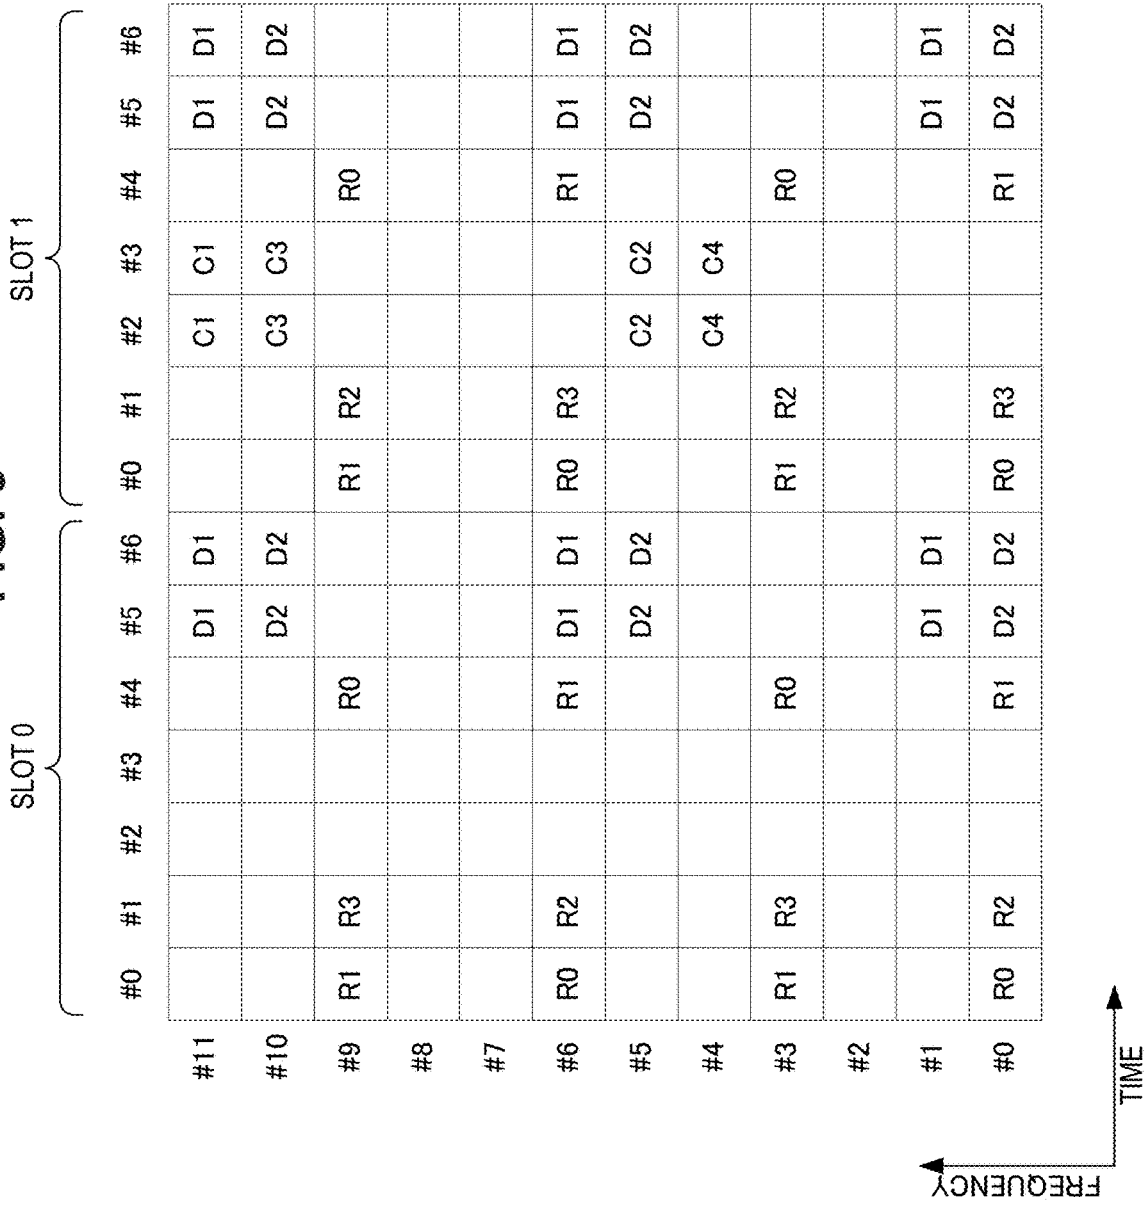 SLOT 0 SLOT 1
#0 #1 #2 #3 #4 #5 #6 #0 #1 #2 #3 #4 #5 #6
#11 D1 D1 C1 C1 D1 D1
#10 D2 D2 C3 C3 D2 D2
#9 R1 R3 R0 R1 R2 R0
#8
#7
#6 R0 R2 R1 D1 D1 R0 R3 R1 D1 D1
#5 D2 D2 C2 C2 D2 D2
#4 C4 C4
#3 R1 R3 R0 R1 R2 R0
#2
#1 D1 D1 D1 D1
#0 R0 R2 R1 D2 D2 R0 R3 R1 D2 D2
FREQUENCY
TIME